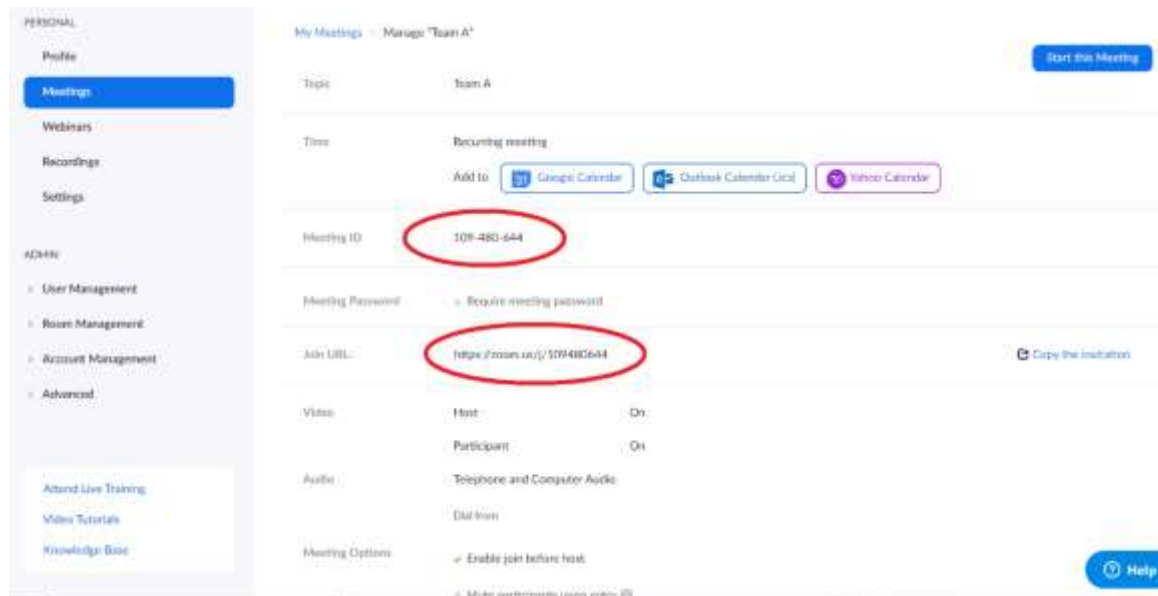 PERSONAL
Profile
Meetings
Webinars
Recordings
Settings
ADMIN
User Management
Room Management
Account Management
Advanced
Attend Live Training
Video Tutorials
Knowledge Base
My Meetings > Manage "Team A"
Start this Meeting
Topic Team A
Time Recurring meeting
Add to Google Calendar Outlook Calendar (.ics) Yahoo Calendar
Meeting ID 109-480-644
Meeting Password Require meeting password
Join URL: https://zoom.us/j/109480644 Copy the invitation
Video Host On
Participant On
Audio Telephone and Computer Audio
Dial from
Meeting Options Enable join before host
Mute participants upon entry
Help